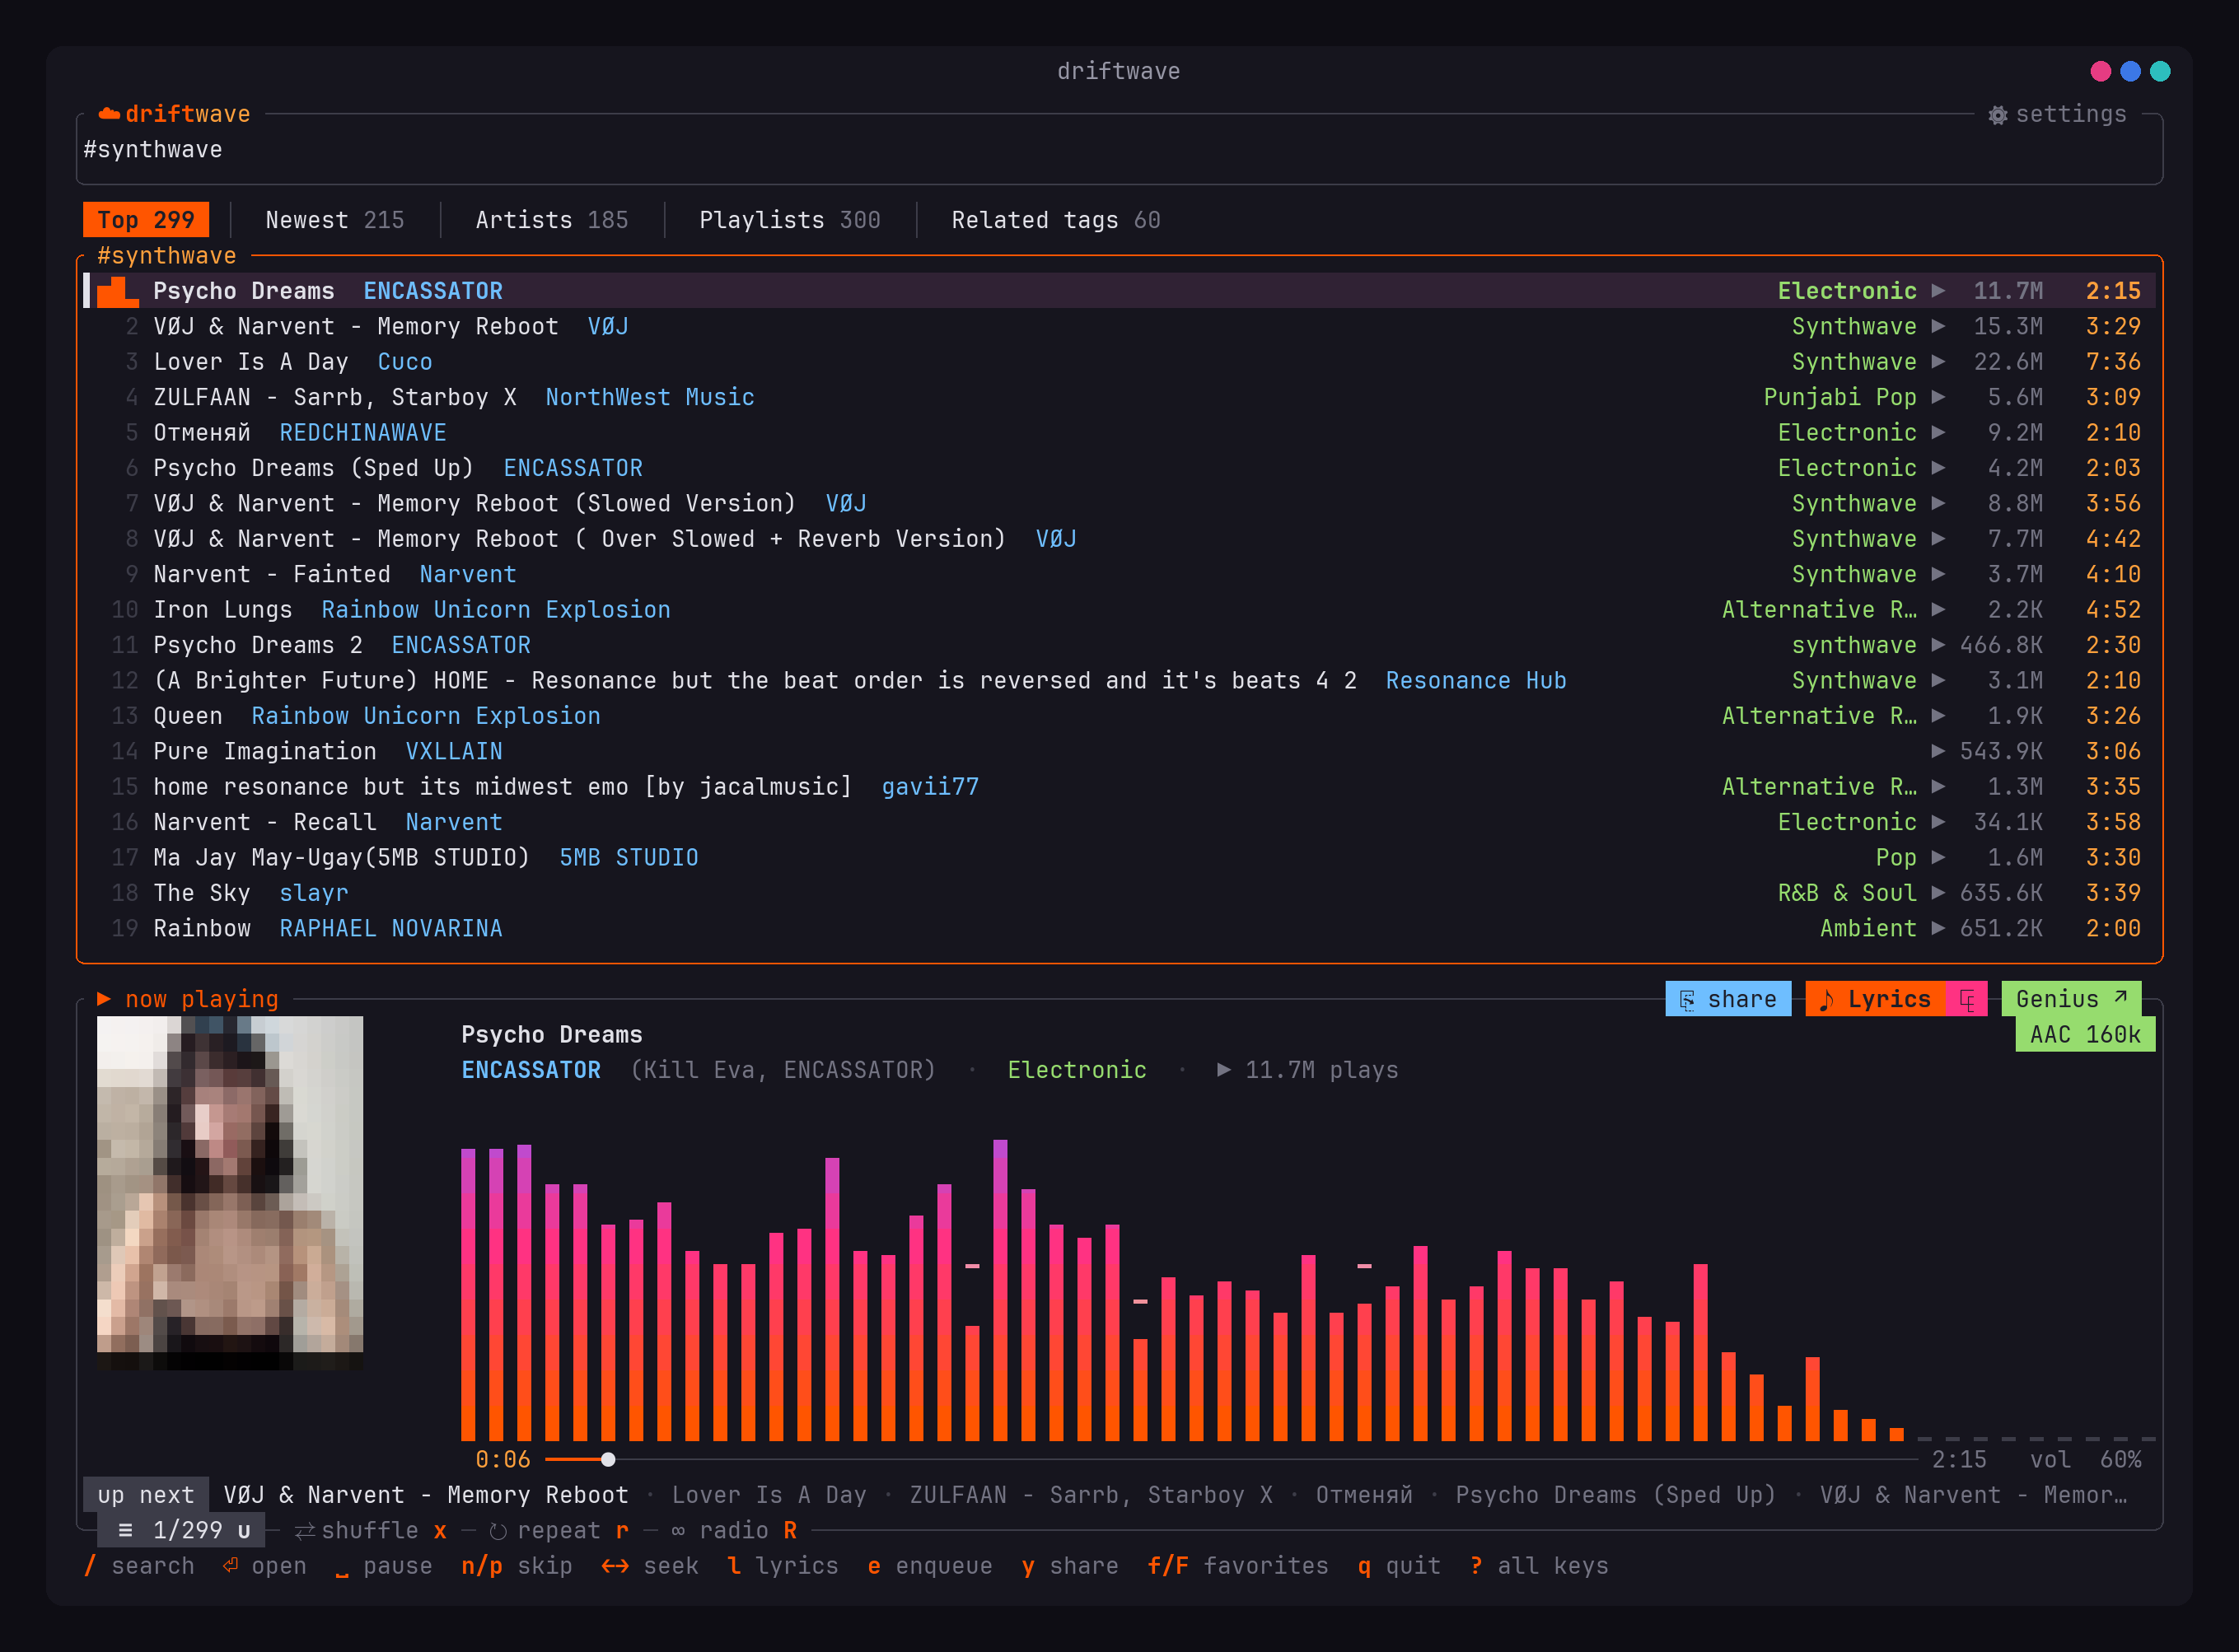 driftwave
driftwave settings
#synthwave
Top 299 Newest 215 Artists 185 Playlists 300 Related tags 60
#synthwave
Psycho Dreams ENCASSATOR Electronic ▶ 11.7M 2:15
2 VØJ & Narvent - Memory Reboot VØJ Synthwave ▶ 15.3M 3:29
3 Lover Is A Day Cuco Synthwave ▶ 22.6M 7:36
4 ZULFAAN - Sarrb, Starboy X NorthWest Music Punjabi Pop ▶ 5.6M 3:09
5 Отменяй REDCHINAWAVE Electronic ▶ 9.2M 2:10
6 Psycho Dreams (Sped Up) ENCASSATOR Electronic ▶ 4.2M 2:03
7 VØJ & Narvent - Memory Reboot (Slowed Version) VØJ Synthwave ▶ 8.8M 3:56
8 VØJ & Narvent - Memory Reboot ( Over Slowed + Reverb Version) VØJ Synthwave ▶ 7.7M 4:42
9 Narvent - Fainted Narvent Synthwave ▶ 3.7M 4:10
10 Iron Lungs Rainbow Unicorn Explosion Alternative R… ▶ 2.2K 4:52
11 Psycho Dreams 2 ENCASSATOR synthwave ▶ 466.8K 2:30
12 (A Brighter Future) HOME - Resonance but the beat order is reversed and it's beats 4 2 Resonance Hub Synthwave ▶ 3.1M 2:10
13 Queen Rainbow Unicorn Explosion Alternative R… ▶ 1.9K 3:26
14 Pure Imagination VXLLAIN ▶ 543.9K 3:06
15 home resonance but its midwest emo [by jacalmusic] gavii77 Alternative R… ▶ 1.3M 3:35
16 Narvent - Recall Narvent Electronic ▶ 34.1K 3:58
17 Ma Jay May-Ugay(5MB STUDIO) 5MB STUDIO Pop ▶ 1.6M 3:30
18 The Sky slayr R&B & Soul ▶ 635.6K 3:39
19 Rainbow RAPHAEL NOVARINA Ambient ▶ 651.2K 2:00
▶ now playing share ♪ Lyrics Genius ↗
Psycho Dreams AAC 160k
ENCASSATOR (Kill Eva, ENCASSATOR) · Electronic · ▶ 11.7M plays
0:06 2:15 vol 60%
up next VØJ & Narvent - Memory Reboot · Lover Is A Day · ZULFAAN - Sarrb, Starboy X · Отменяй · Psycho Dreams (Sped Up) · VØJ & Narvent - Memor…
≡ 1/299 u ⇄ shuffle x ↻ repeat r ∞ radio R
/ search ⏎ open ␣ pause n/p skip ←→ seek l lyrics e enqueue y share f/F favorites q quit ? all keys